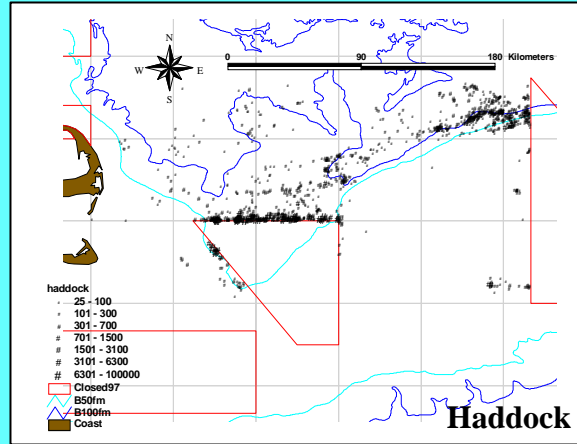 N
W E
S
0 90 180 Kilometers
haddock
# 25 - 100
# 101 - 300
# 301 - 700
# 701 - 1500
# 1501 - 3100
# 3101 - 6300
# 6301 - 100000
Closed97
B50fm
B100fm
Coast
Haddock